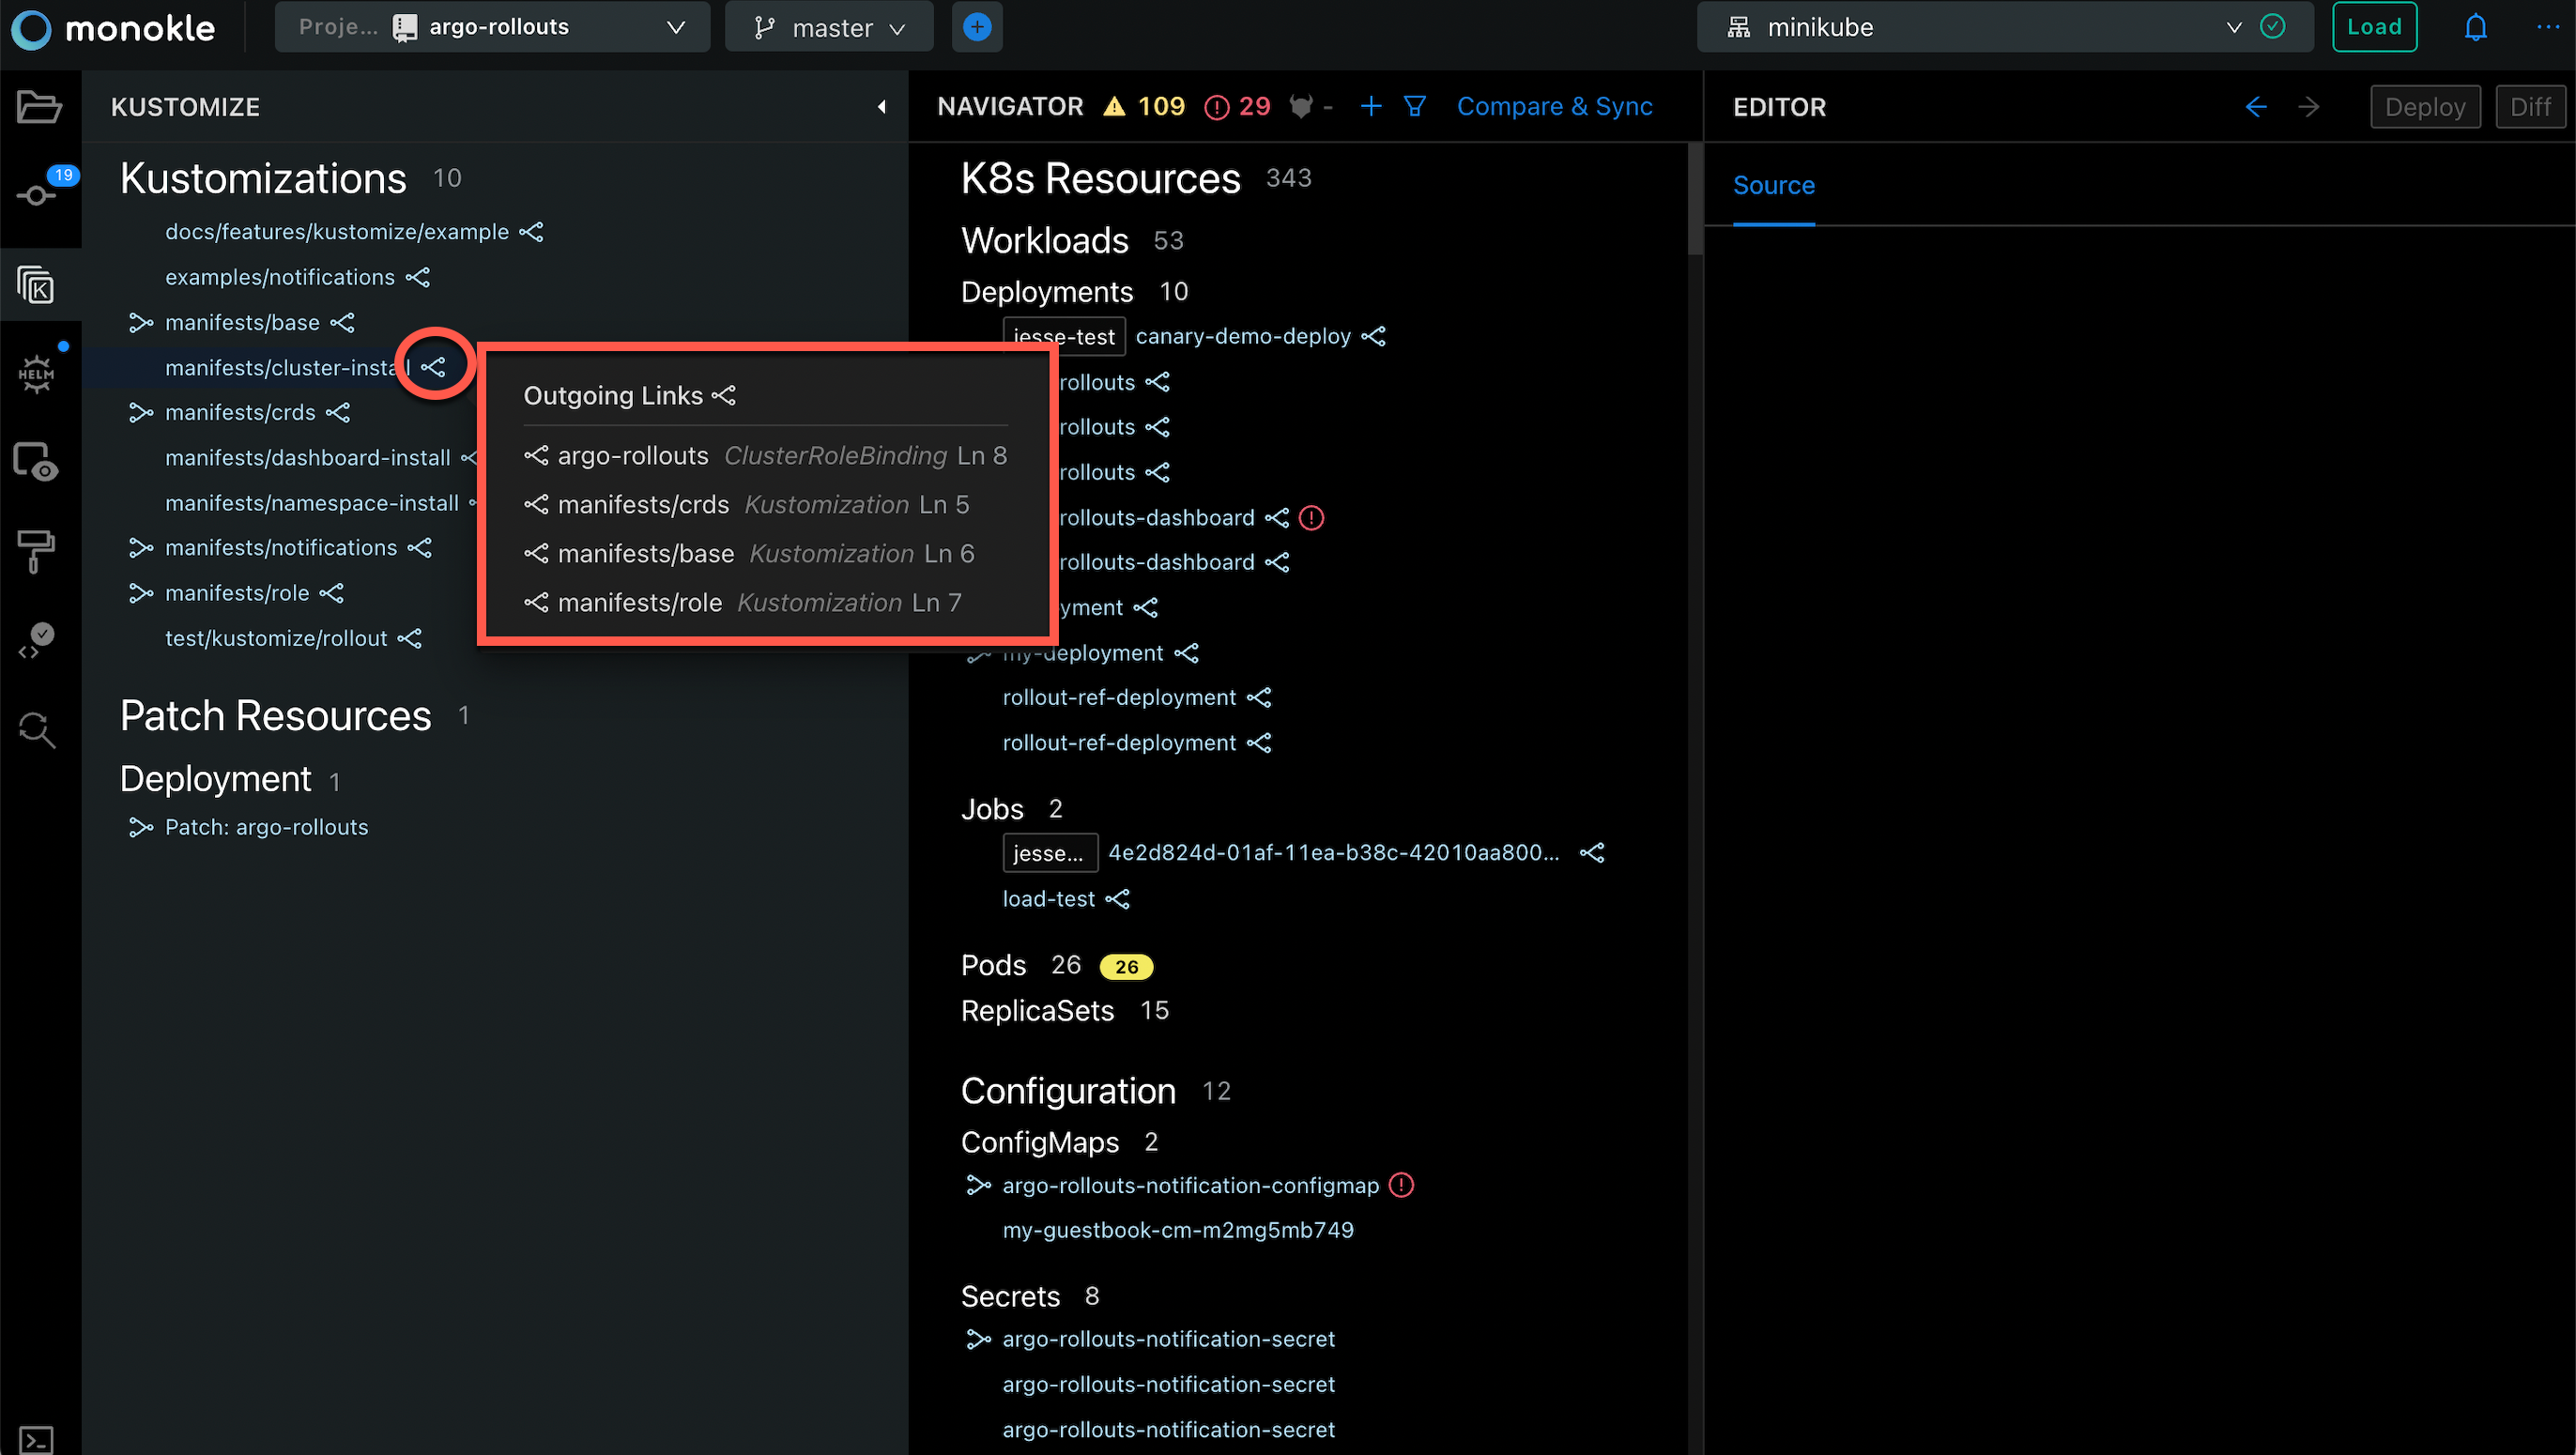 monokle
Proje... argo-rollouts
master
minikube
Load
KUSTOMIZE
19
Kustomizations 10
docs/features/kustomize/example
examples/notifications
manifests/base
manifests/cluster-install
manifests/crds
manifests/dashboard-install
manifests/namespace-install
manifests/notifications
manifests/role
test/kustomize/rollout
Patch Resources 1
Deployment 1
Patch: argo-rollouts
HELM
Outgoing Links
argo-rollouts ClusterRoleBinding Ln 8
manifests/crds Kustomization Ln 5
manifests/base Kustomization Ln 6
manifests/role Kustomization Ln 7
NAVIGATOR 109 29 - Compare & Sync
K8s Resources 343
Workloads 53
Deployments 10
jesse-test canary-demo-deploy
rollouts
rollouts
rollouts
rollouts-dashboard
rollouts-dashboard
yment
my-deployment
rollout-ref-deployment
rollout-ref-deployment
Jobs 2
jesse... 4e2d824d-01af-11ea-b38c-42010aa800...
load-test
Pods 26 26
ReplicaSets 15
Configuration 12
ConfigMaps 2
argo-rollouts-notification-configmap
my-guestbook-cm-m2mg5mb749
Secrets 8
argo-rollouts-notification-secret
argo-rollouts-notification-secret
argo-rollouts-notification-secret
EDITOR
Deploy Diff
Source